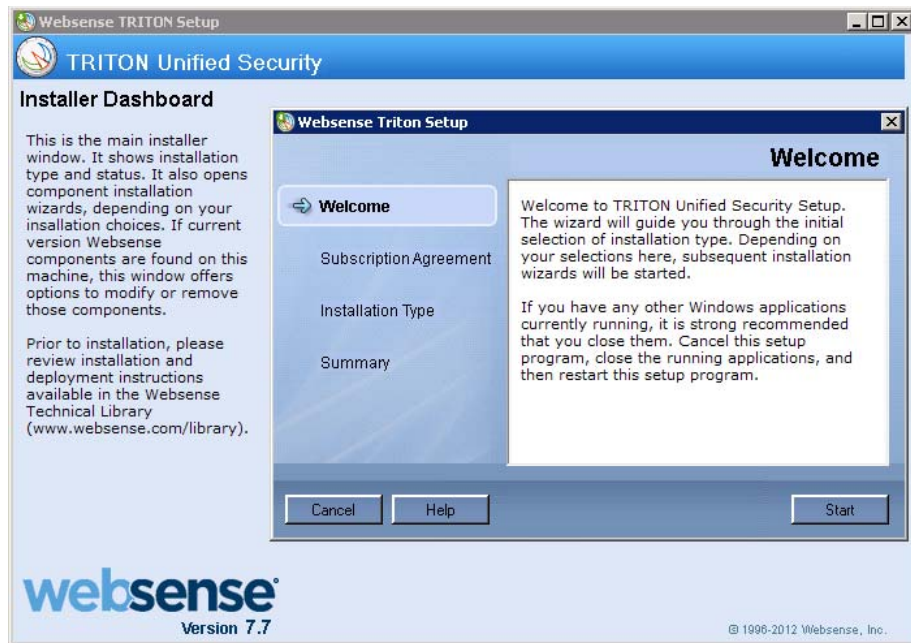 Websense TRITON Setup
TRITON Unified Security
Installer Dashboard
This is the main installer
window. It shows installation
type and status. It also opens
component installation
wizards, depending on your
insallation choices. If current
version Websense
components are found on this
machine, this window offers
options to modify or remove
those components.
Prior to installation, please
review installation and
deployment instructions
available in the Websense
Technical Library
(www.websense.com/library).
Websense Triton Setup
Welcome
Welcome
Subscription Agreement
Installation Type
Summary
Welcome to TRITON Unified Security Setup.
The wizard will guide you through the initial
selection of installation type. Depending on
your selections here, subsequent installation
wizards will be started.
If you have any other Windows applications
currently running, it is strong recommended
that you close them. Cancel this setup
program, close the running applications, and
then restart this setup program.
Cancel
Help
Start
websense
Version 7.7
© 1996-2012 Websense, Inc.